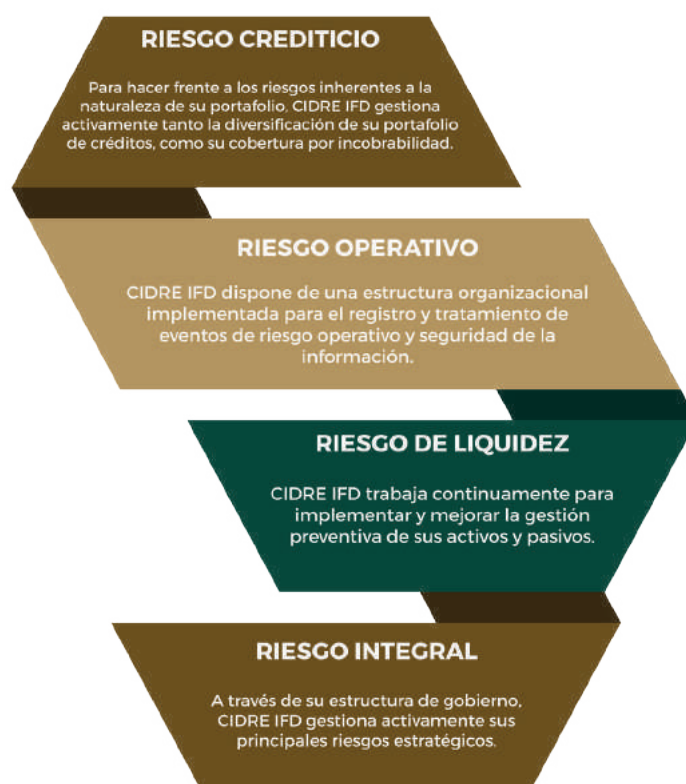 RIESGO CREDITICIO
Para hacer frente a los riesgos inherentes a la
naturaleza de su portafolio, CIDRE IFD gestiona
activamente tanto la diversificación de su portafolio
de créditos, como su cobertura por incobrabilidad.
RIESGO OPERATIVO
CIDRE IFD dispone de una estructura organizacional
implementada para el registro y tratamiento de
eventos de riesgo operativo y seguridad de la
información.
RIESGO DE LIQUIDEZ
CIDRE IFD trabaja continuamente para
implementar y mejorar la gestión
preventiva de sus activos y pasivos.
RIESGO INTEGRAL
A través de su estructura de gobierno,
CIDRE IFD gestiona activamente sus
principales riesgos estratégicos.